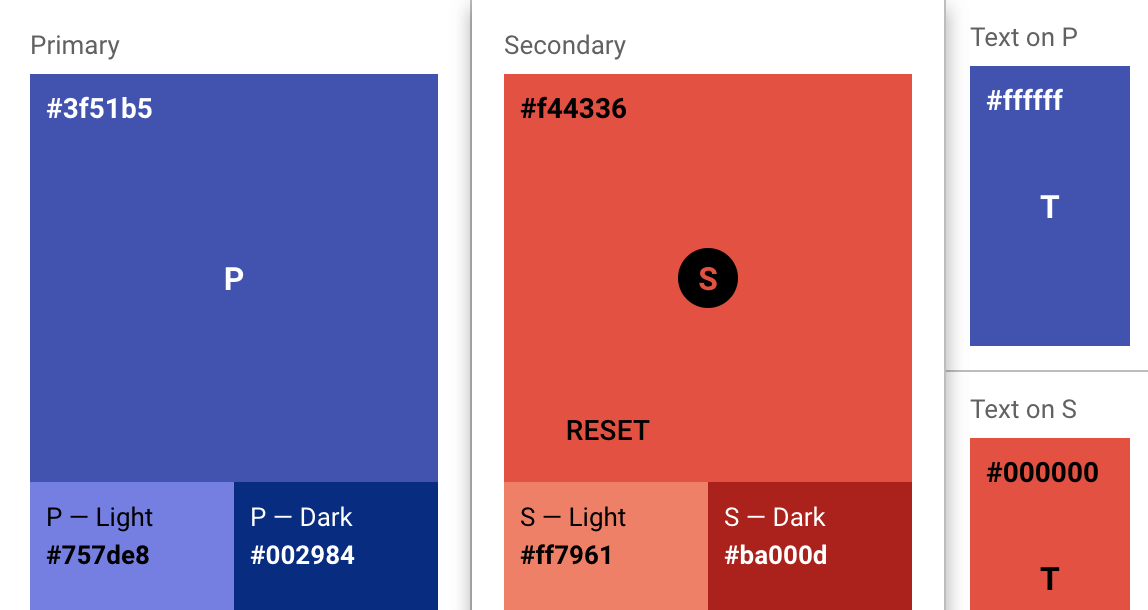 Primary
#3f51b5
P
P — Light
#757de8
P — Dark
#002984
Secondary
#f44336
S
RESET
S — Light
#ff7961
S — Dark
#ba000d
Text on P
#ffffff
T
Text on S
#000000
T